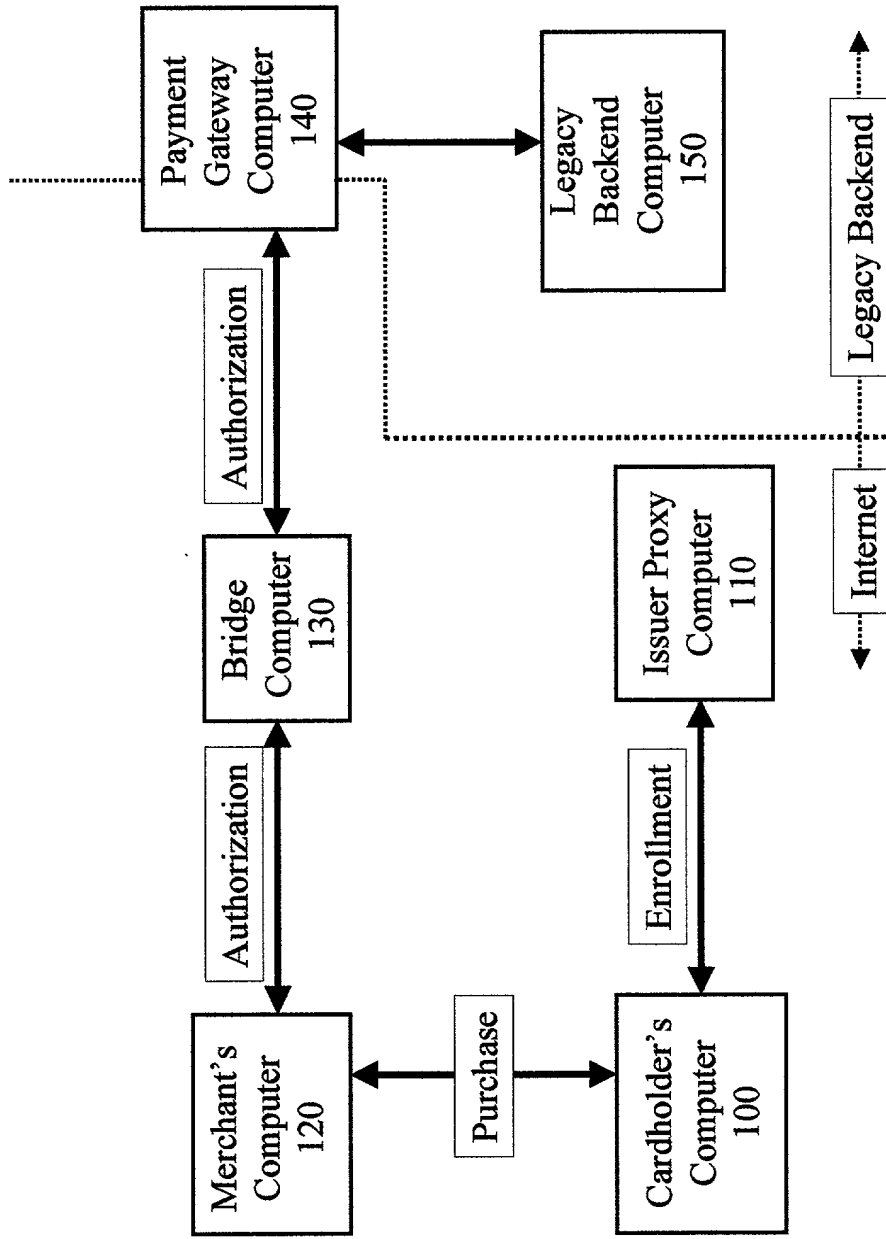 Merchant's
Computer
120
Authorization
Bridge
Computer
130
Authorization
Payment
Gateway
Computer
140
Purchase
Cardholder's
Computer
100
Enrollment
Issuer Proxy
Computer
110
Legacy
Backend
Computer
150
Internet
Legacy Backend